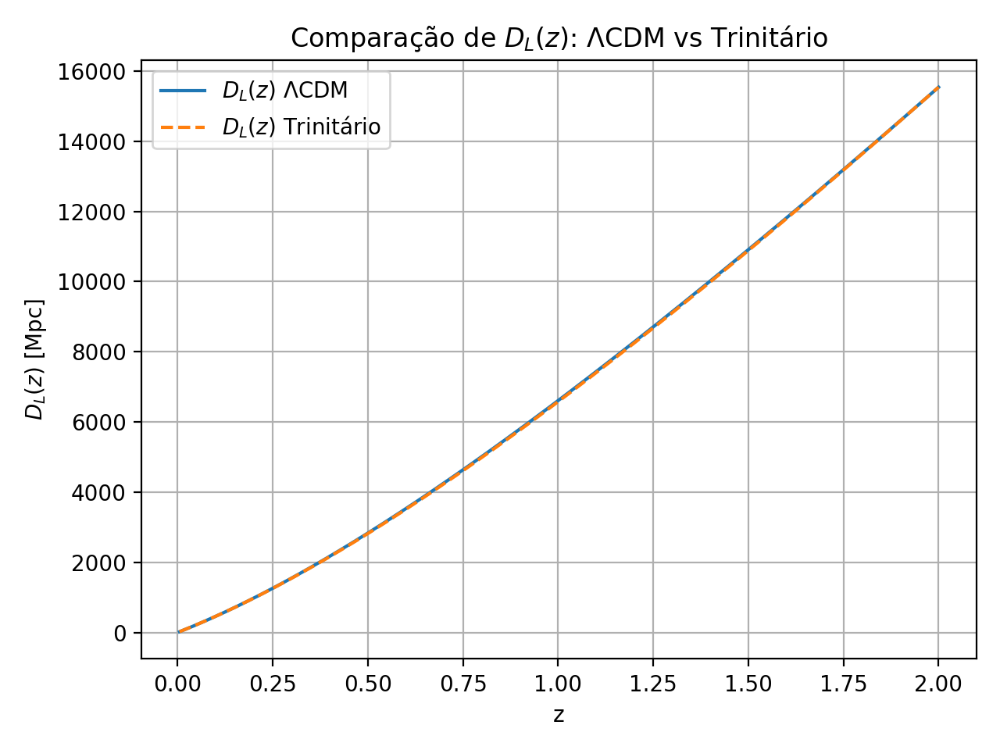 Comparação de D_L(z): ΛCDM vs Trinitário
D_L(z) ΛCDM
D_L(z) Trinitário
D_L(z) [Mpc]
16000
14000
12000
10000
8000
6000
4000
2000
0
0.00 0.25 0.50 0.75 1.00 1.25 1.50 1.75 2.00
z